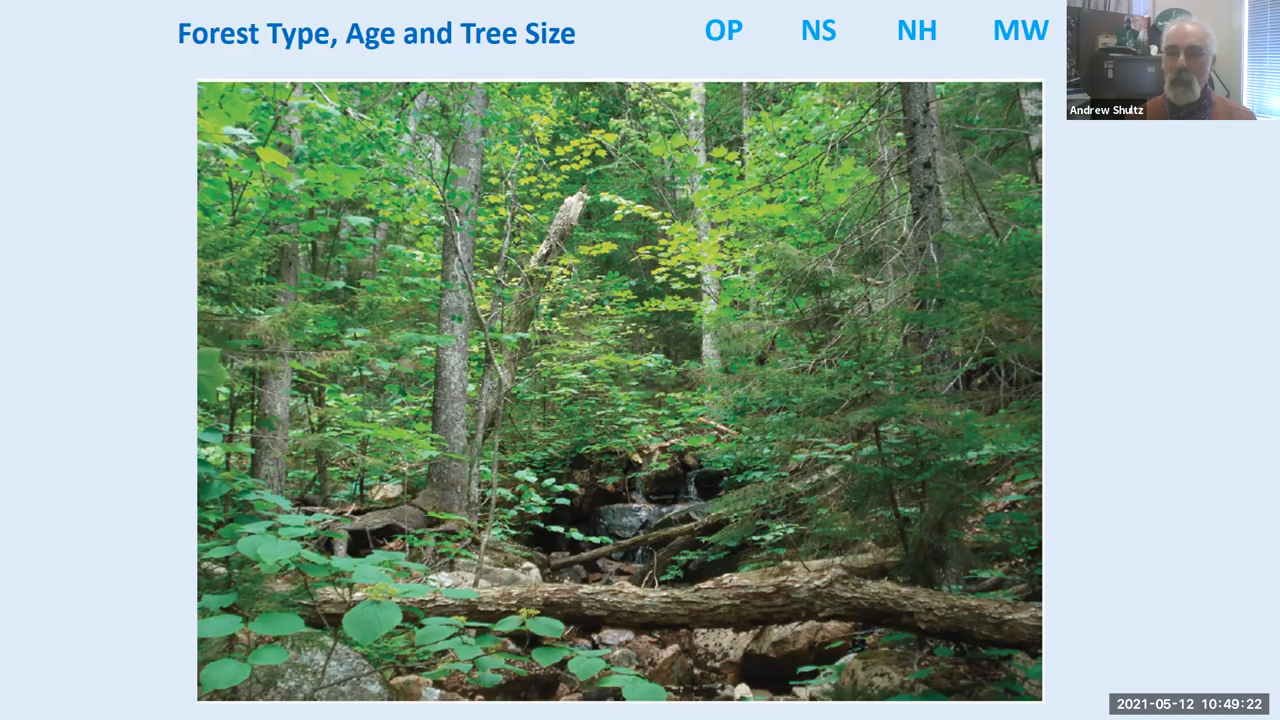 Forest Type, Age and Tree Size
OP NS NH MW
Andrew Shultz
2021-05-12 10:49:22